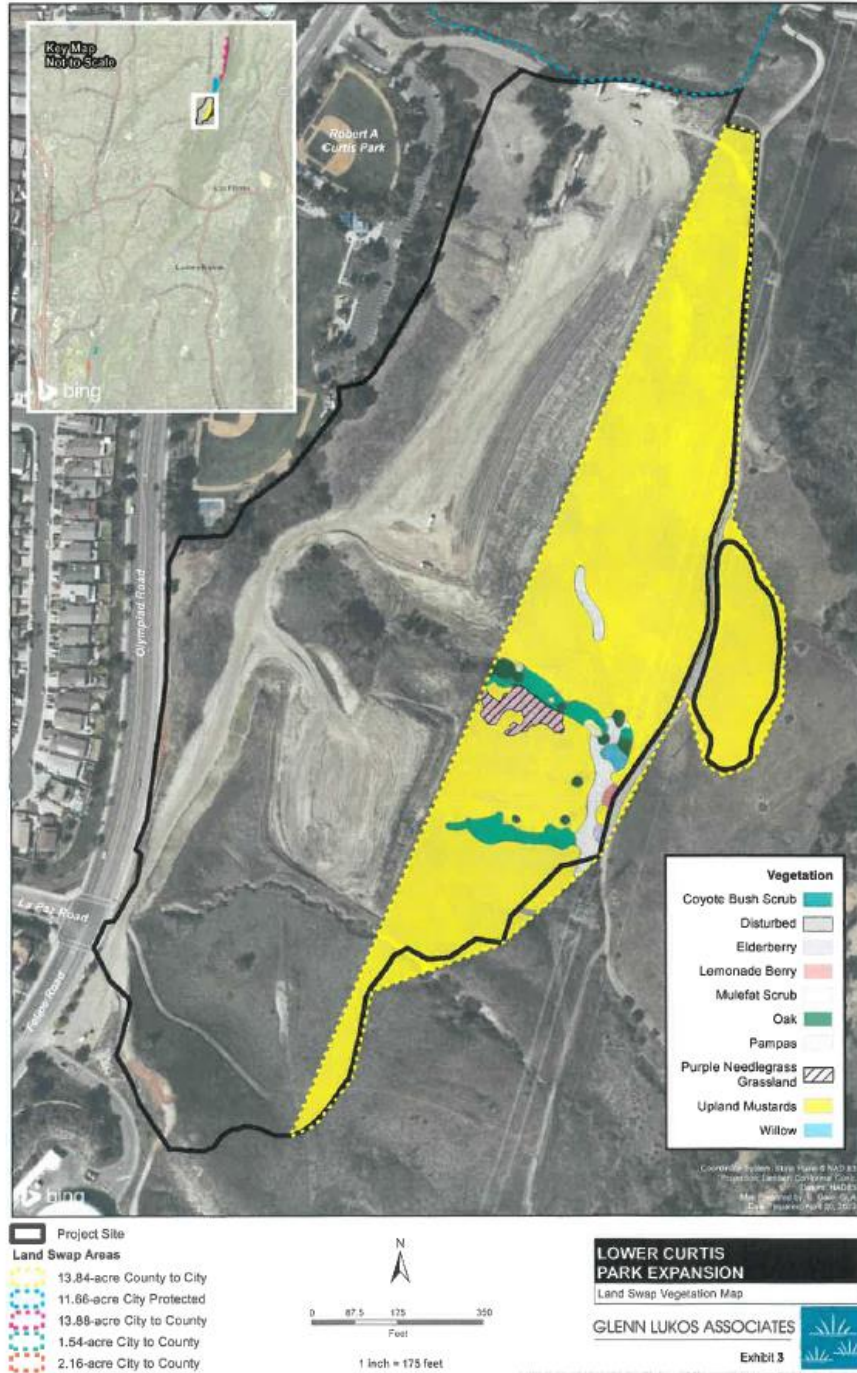 Key Map
Not to Scale
bing
Robert A
Curtis Park
Olympiad Road
La Paz Road
Felipe Road
Vegetation
Coyote Bush Scrub
Disturbed
Elderberry
Lemonade Berry
Mulefat Scrub
Oak
Pampas
Purple Needlegrass
Grassland
Upland Mustards
Willow
bing
Project Site
Land Swap Areas
13.84-acre County to City
11.66-acre City Protected
13.88-acre City to County
1.54-acre City to County
2.16-acre City to County
N
0 87.5 175 350
Feet
1 inch = 175 feet
LOWER CURTIS
PARK EXPANSION
Land Swap Vegetation Map
GLENN LUKOS ASSOCIATES
Exhibit 3